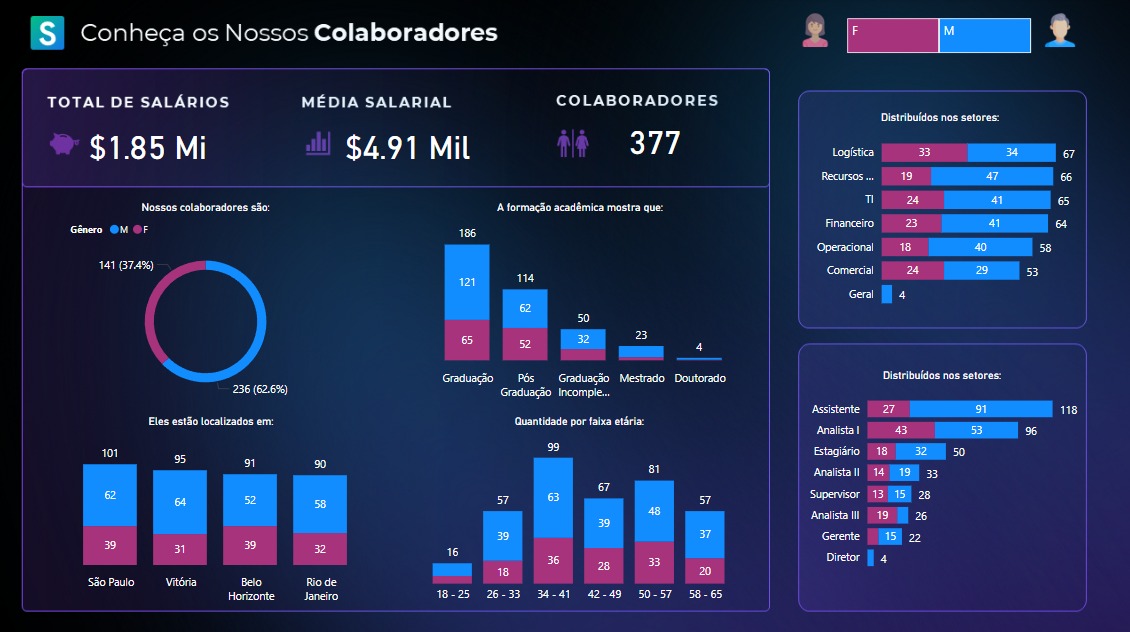 S Conheça os Nossos Colaboradores
F M
TOTAL DE SALÁRIOS
$1.85 Mi
MÉDIA SALARIAL
$4.91 Mil
COLABORADORES
377
Nossos colaboradores são:
Gênero M F
141 (37.4%)
236 (62.6%)
A formação acadêmica mostra que:
186 114 50 23 4
121 62 32
65 52
Graduação
Pós Graduação
Graduação Incomple...
Mestrado
Doutorado
Eles estão localizados em:
101 95 91 90
62 64 52 58
39 31 39 32
São Paulo
Vitória
Belo Horizonte
Rio de Janeiro
Quantidade por faixa etária:
16 57 99 67 81 57
39 63 39 48 37
18 36 28 33 20
18 - 25 26 - 33 34 - 41 42 - 49 50 - 57 58 - 65
Distribuídos nos setores:
Logística 33 34 67
Recursos ... 19 47 66
TI 24 41 65
Financeiro 23 41 64
Operacional 18 40 58
Comercial 24 29 53
Geral 4
Distribuídos nos setores:
Assistente 27 91 118
Analista I 43 53 96
Estagiário 18 32 50
Analista II 14 19 33
Supervisor 13 15 28
Analista III 19 26
Gerente 15 22
Diretor 4